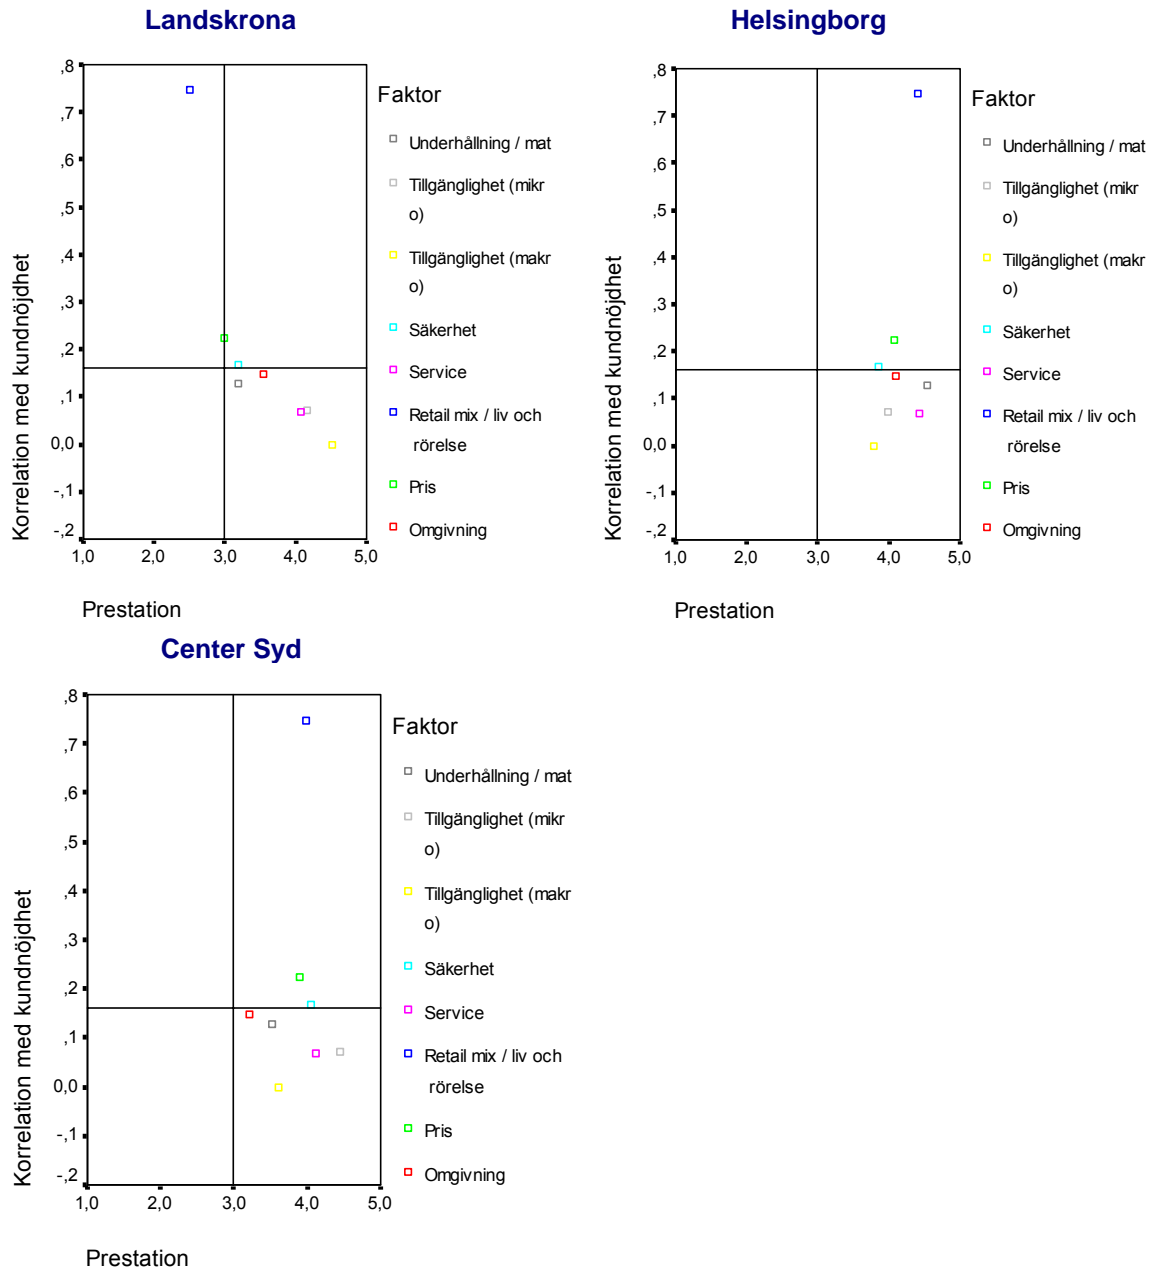 Landskrona
Korrelation med kundnöjdhet
,8
,7
,6
,5
,4
,3
,2
,1
0,0
-,1
-,2
1,0 2,0 3,0 4,0 5,0
Prestation
Faktor
Underhållning / mat
Tillgänglighet (mikr
o)
Tillgänglighet (makr
o)
Säkerhet
Service
Retail mix / liv och
rörelse
Pris
Omgivning
Helsingborg
Korrelation med kundnöjdhet
,8
,7
,6
,5
,4
,3
,2
,1
0,0
-,1
-,2
1,0 2,0 3,0 4,0 5,0
Prestation
Faktor
Underhållning / mat
Tillgänglighet (mikr
o)
Tillgänglighet (makr
o)
Säkerhet
Service
Retail mix / liv och
rörelse
Pris
Omgivning
Center Syd
Korrelation med kundnöjdhet
,8
,7
,6
,5
,4
,3
,2
,1
0,0
-,1
-,2
1,0 2,0 3,0 4,0 5,0
Prestation
Faktor
Underhållning / mat
Tillgänglighet (mikr
o)
Tillgänglighet (makr
o)
Säkerhet
Service
Retail mix / liv och
rörelse
Pris
Omgivning